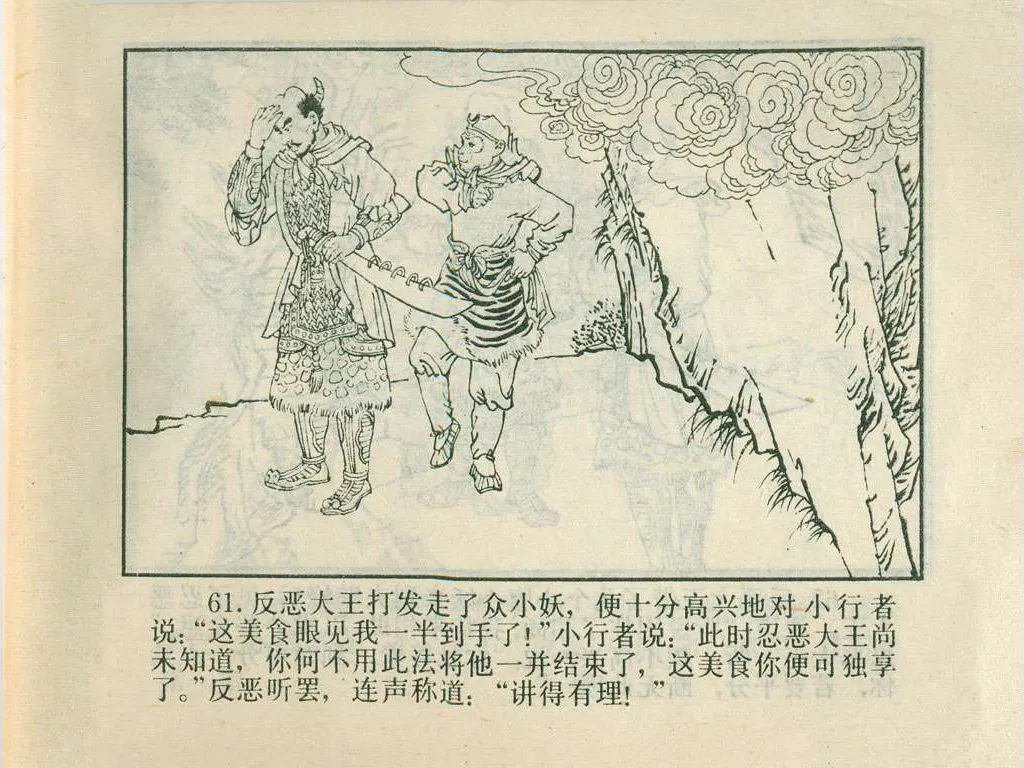 61. 反恶大王打发走了众小妖，便十分高兴地对小行者
说：“这美食眼见我一半到手了！”小行者说：“此时忍恶大王尚
未知道，你何不用此法将他一并结束了，这美食你便可独享
了。”反恶听罢，连声称道：“讲得有理！”